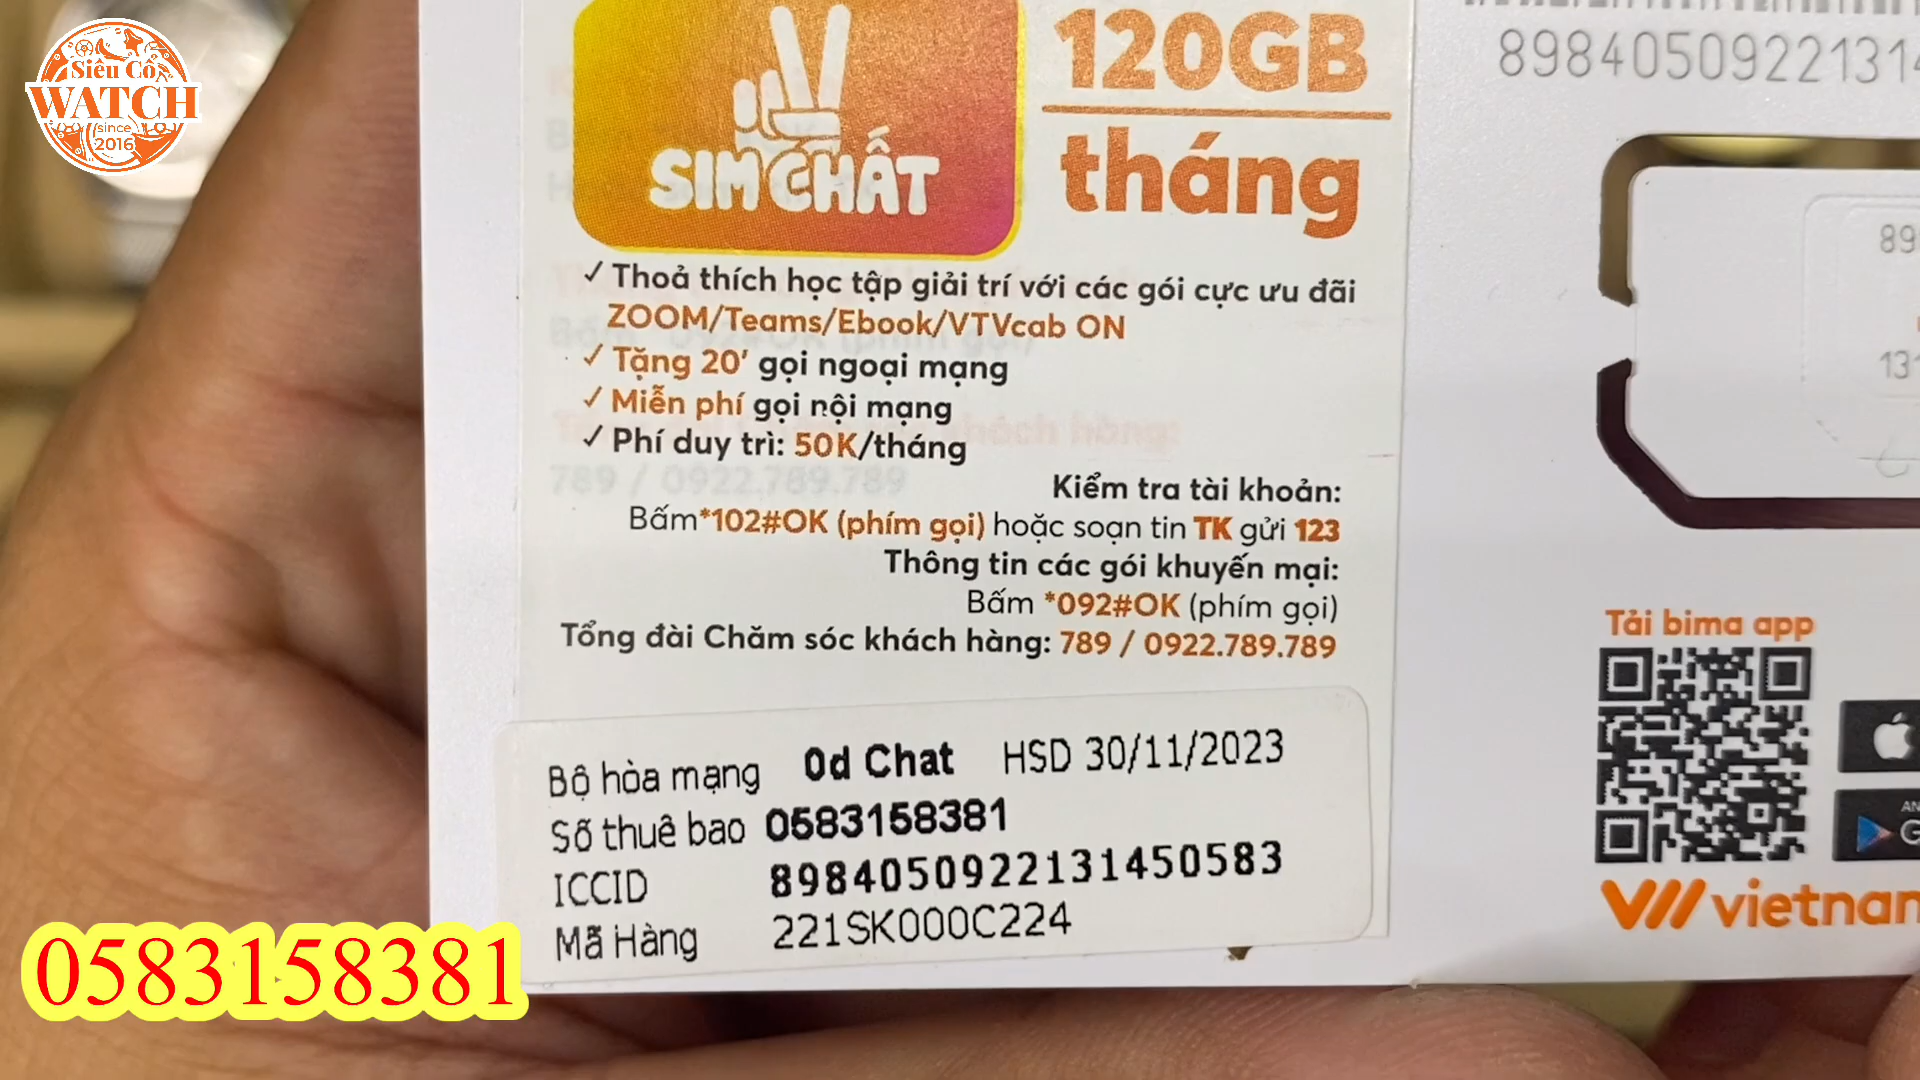 Siêu Cồ
WATCH
since
2016
SIM CHẤT
120GB
tháng
✓ Thoả thích học tập giải trí với các gói cực ưu đãi
ZOOM/Teams/Ebook/VTVcab ON
✓ Tặng 20' gọi ngoại mạng
✓ Miễn phí gọi nội mạng
✓ Phí duy trì: 50K/tháng
Kiểm tra tài khoản:
Bấm*102#OK (phím gọi) hoặc soạn tin TK gửi 123
Thông tin các gói khuyến mại:
Bấm *092#OK (phím gọi)
Tổng đài Chăm sóc khách hàng: 789 / 0922.789.789
Bộ hòa mạng 0d Chat HSD 30/11/2023
Số thuê bao 0583158381
ICCID 8984050922131450583
Mã Hàng 221SK000C224
0583158381
89840509221314
89
131
Tải bima app
AN
G
vietnam